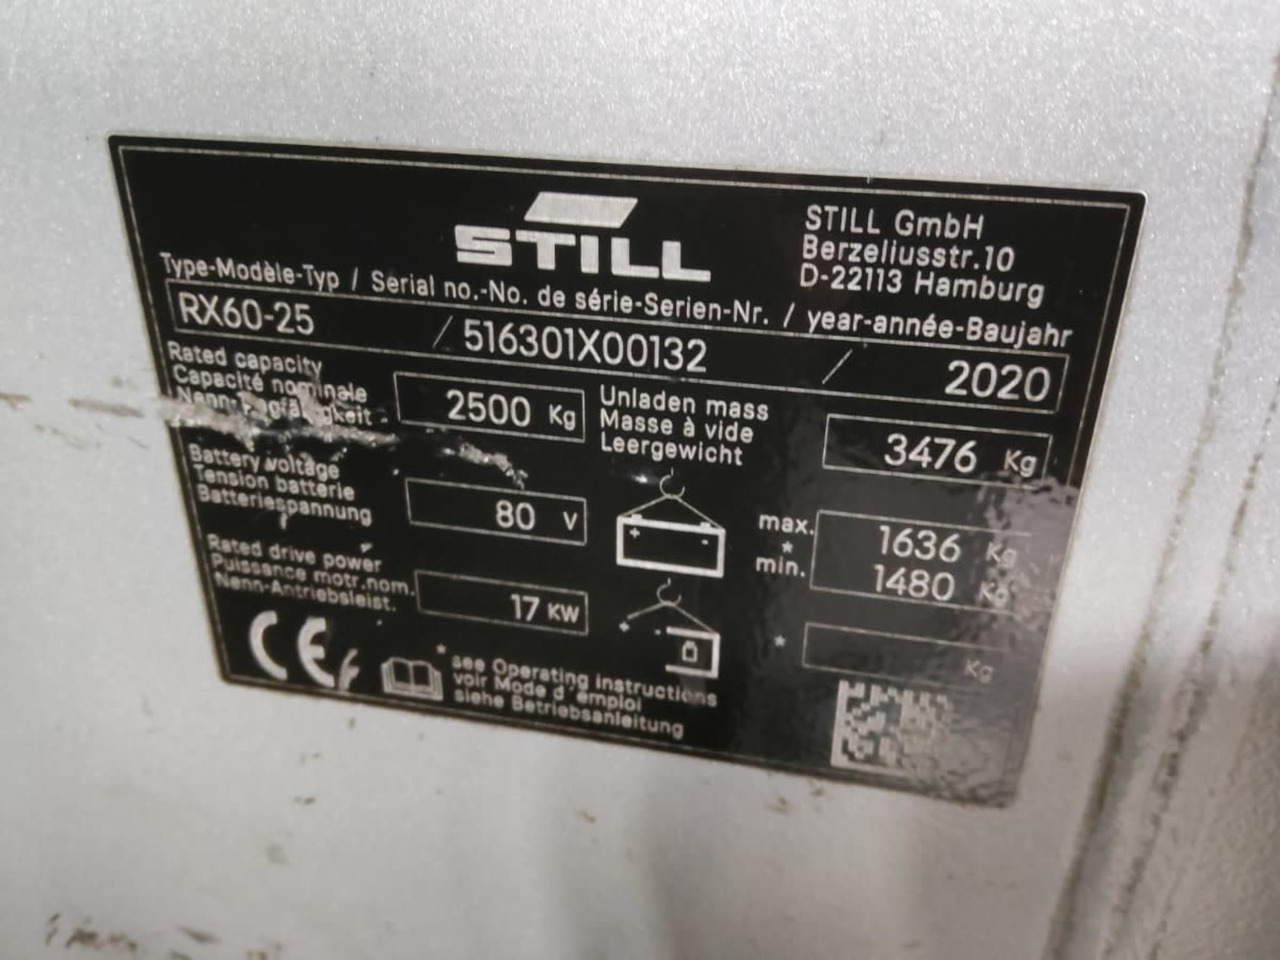 STILL
STILL GmbH
Berzeliusstr.10
D-22113 Hamburg
Type-Modèle-Typ / Serial no.-No. de série-Serien-Nr. / year-année-Baujahr
RX60-25 / 516301X00132 / 2020
Rated capacity
Capacité nominale
Nenn-Tragfähigkeit
2500 Kg
Unladen mass
Masse à vide
Leergewicht
3476 Kg
Battery voltage
Tension batterie
Batteriespannung
80 V
+ -
max. 1636 Kg
*
min. 1480 Kg
Rated drive power
Puissance motr.nom.
Nenn-Antriebsleist.
17 KW
+ -
* Kg
CE
* see Operating instructions
voir Mode d'emploi
siehe Betriebsanleitung